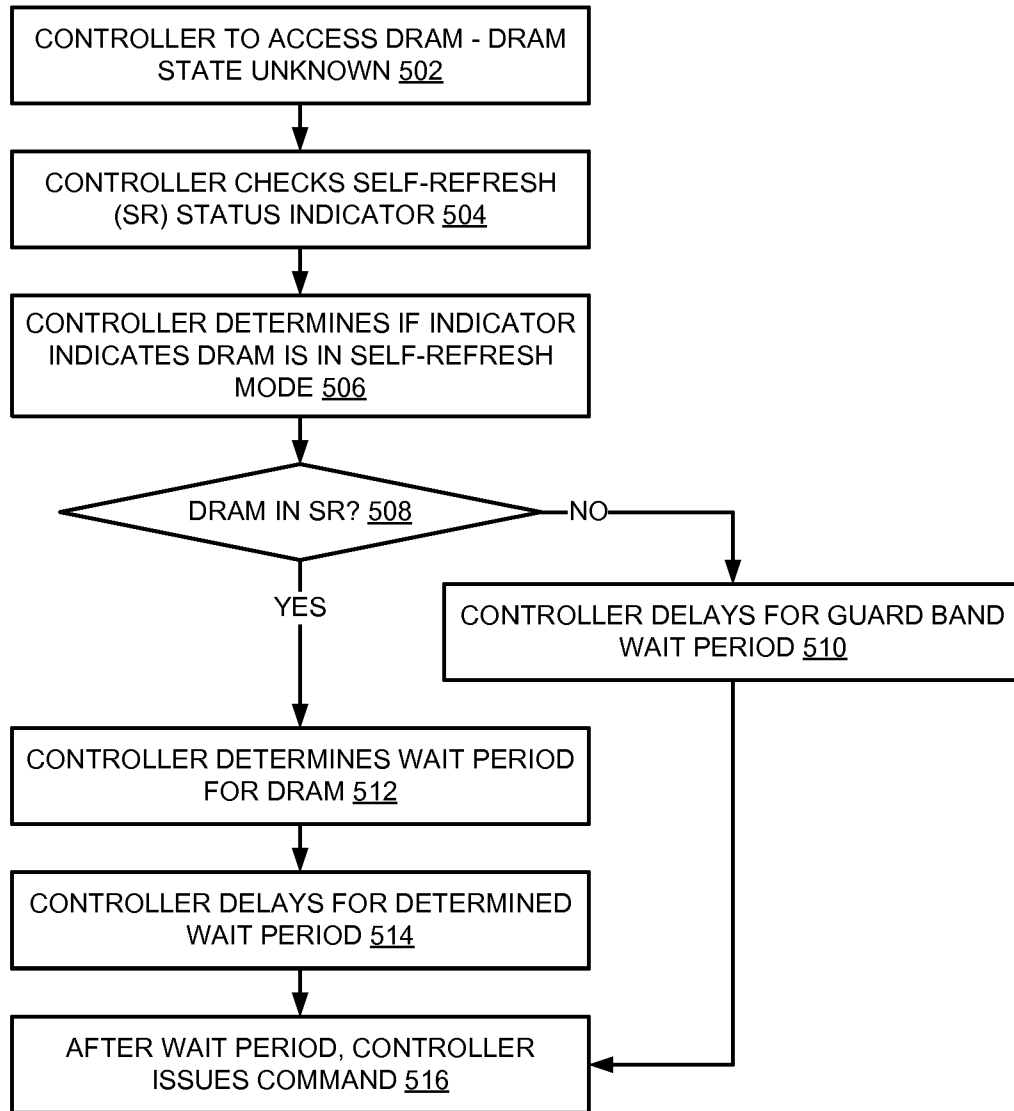 CONTROLLER TO ACCESS DRAM - DRAM
STATE UNKNOWN 502
CONTROLLER CHECKS SELF-REFRESH
(SR) STATUS INDICATOR 504
CONTROLLER DETERMINES IF INDICATOR
INDICATES DRAM IS IN SELF-REFRESH
MODE 506
DRAM IN SR? 508
NO
YES
CONTROLLER DELAYS FOR GUARD BAND
WAIT PERIOD 510
CONTROLLER DETERMINES WAIT PERIOD
FOR DRAM 512
CONTROLLER DELAYS FOR DETERMINED
WAIT PERIOD 514
AFTER WAIT PERIOD, CONTROLLER
ISSUES COMMAND 516